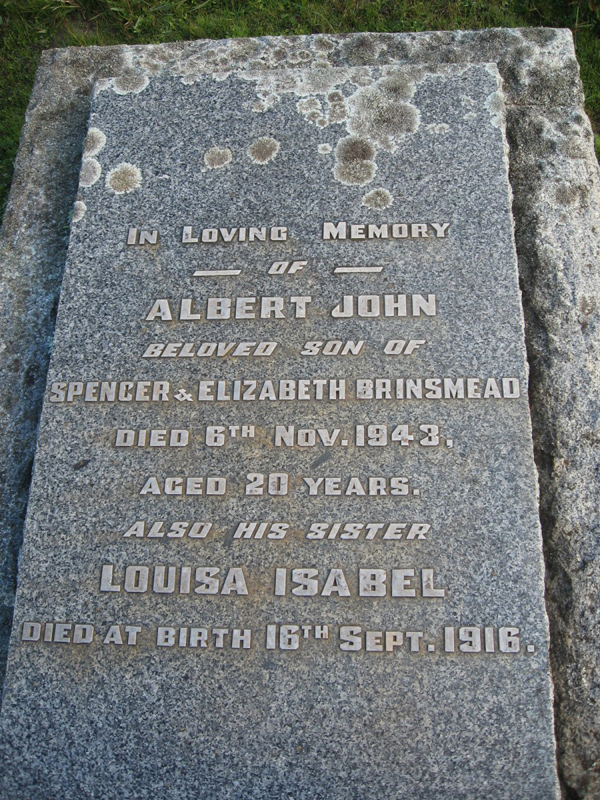 IN LOVING MEMORY
— OF —
ALBERT JOHN
BELOVED SON OF
SPENCER & ELIZABETH BRINSMEAD
DIED 6TH NOV. 1943,
AGED 20 YEARS.
ALSO HIS SISTER
LOUISA ISABEL
DIED AT BIRTH 16TH SEPT. 1916.